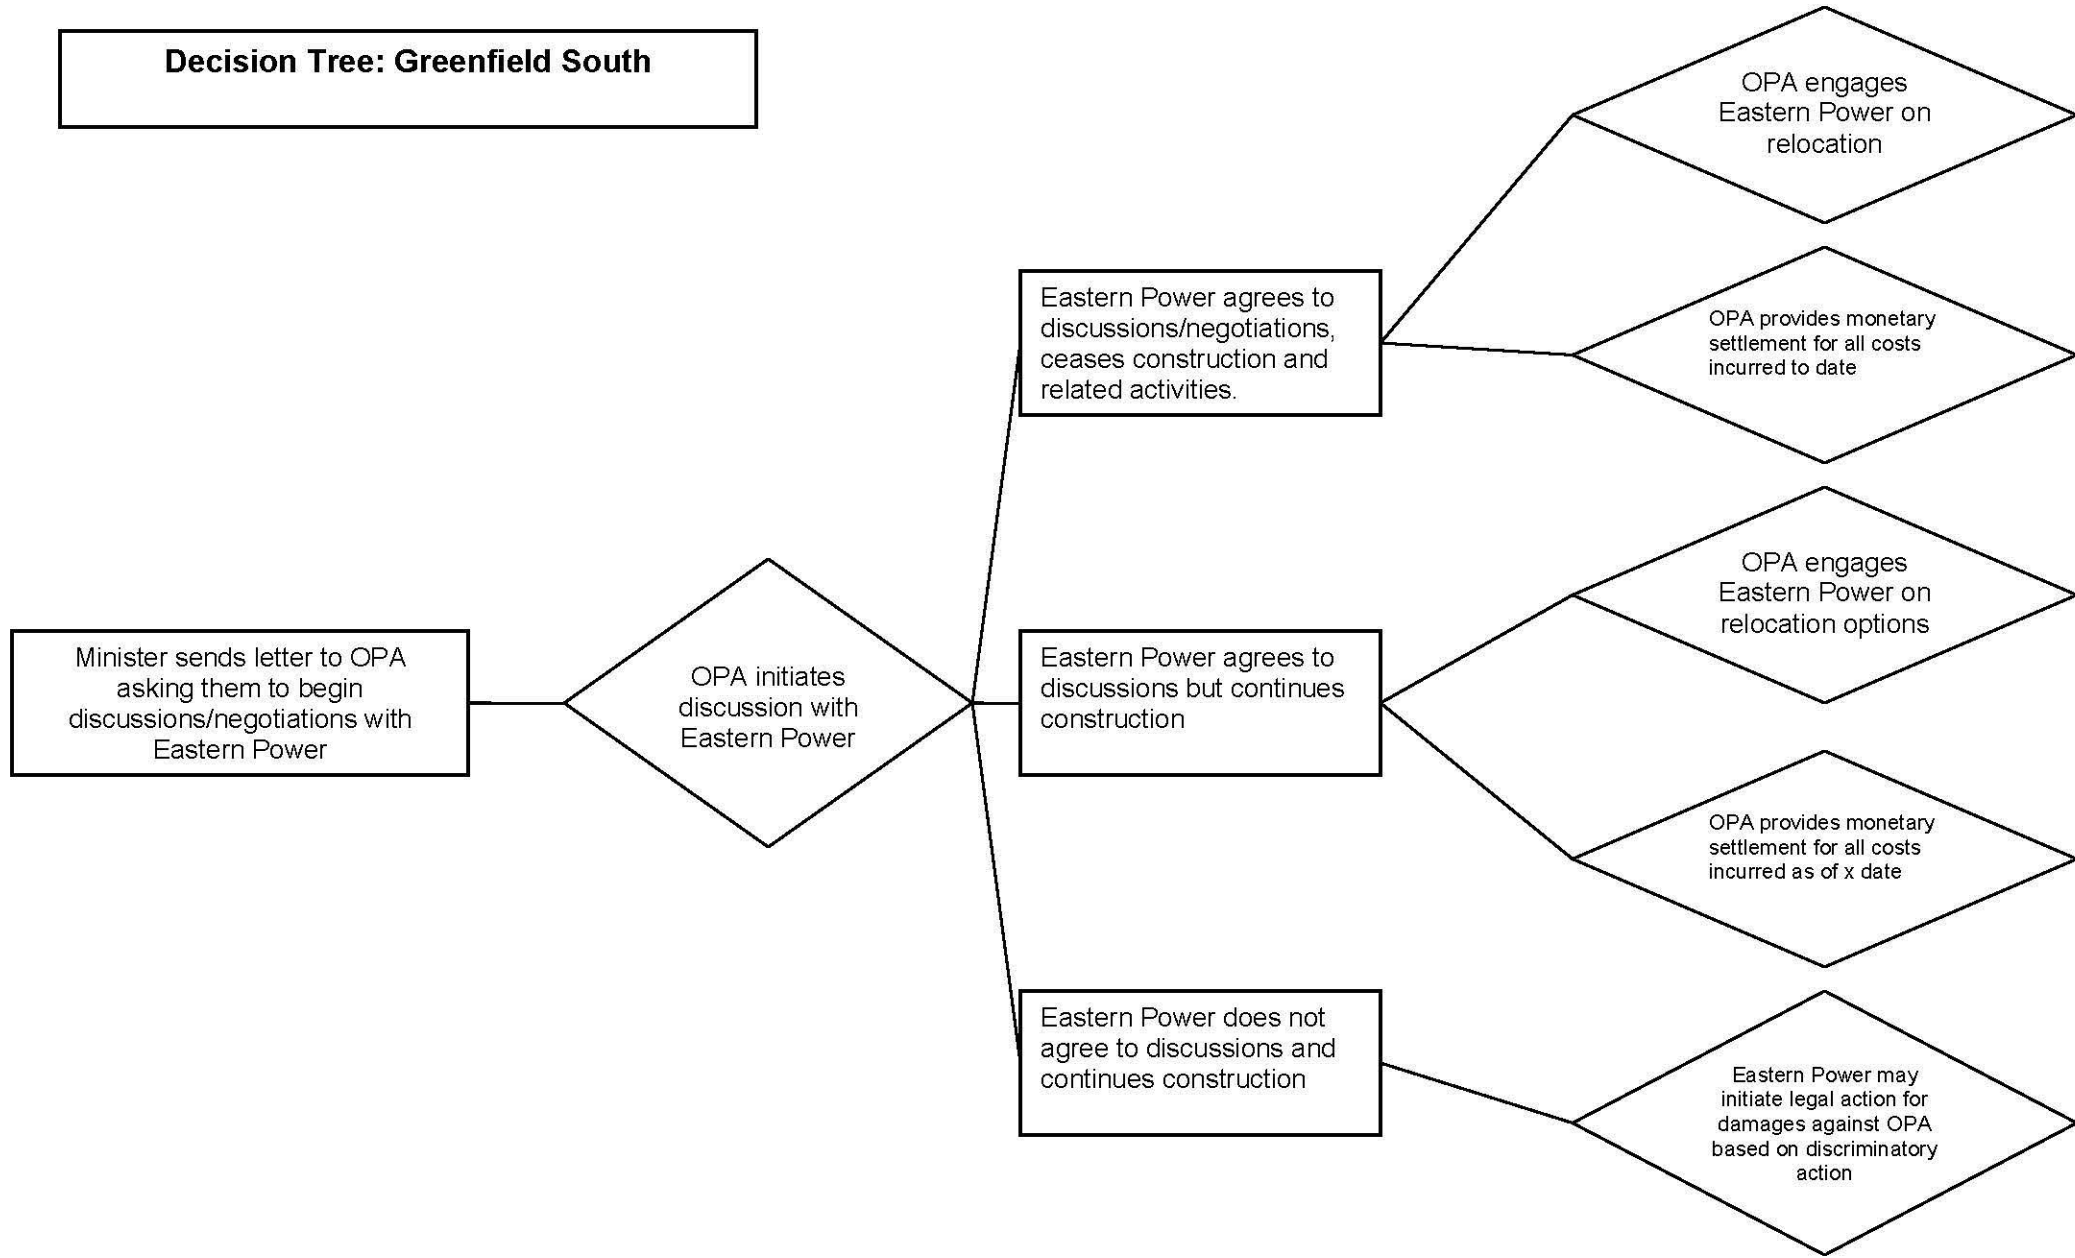 Decision Tree: Greenfield South
Minister sends letter to OPA
asking them to begin
discussions/negotiations with
Eastern Power
OPA initiates
discussion with
Eastern Power
Eastern Power agrees to
discussions/negotiations,
ceases construction and
related activities.
OPA engages
Eastern Power on
relocation
OPA provides monetary
settlement for all costs
incurred to date
Eastern Power agrees to
discussions but continues
construction
OPA engages
Eastern Power on
relocation options
OPA provides monetary
settlement for all costs
incurred as of x date
Eastern Power does not
agree to discussions and
continues construction
Eastern Power may
initiate legal action for
damages against OPA
based on discriminatory
action